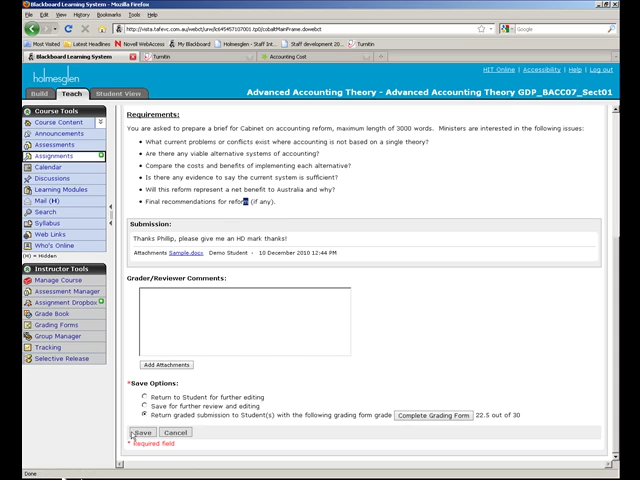 Blackboard Learning System - Mozilla Firefox
File Edit View History Bookmarks Tools Help
http://vista.tafevc.com.au/webct/urw/lc645457107001.tp0/cobaltMainFrame.dowebct
Google
Most Visited Latest Headlines Novell WebAccess My Blackboard Holmesglen - Staff Int... Staff development 20... Turnitin
Blackboard Learning System Turnitin Accounting Cost
holmesglen
HIT Online | Accessibility | Help | Log out
Build Teach Student View
Advanced Accounting Theory - Advanced Accounting Theory GDP_BACC07_Sect01
Course Tools
Course Content
Announcements
Assessments
Assignments
Calendar
Discussions
Learning Modules
Mail (H)
Search
Syllabus
Web Links
Who's Online
(H) = Hidden
Instructor Tools
Manage Course
Assessment Manager
Assignment Dropbox
Grade Book
Grading Forms
Group Manager
Tracking
Selective Release
Requirements:
You are asked to prepare a brief for Cabinet on accounting reform, maximum length of 3000 words. Ministers are interested in the following issues:
• What current problems or conflicts exist where accounting is not based on a single theory?
• Are there any viable alternative systems of accounting?
• Compare the costs and benefits of implementing each alternative?
• Is there any evidence to say the current system is sufficient?
• Will this reform represent a net benefit to Australia and why?
• Final recommendations for reform (if any).
Submission:
Thanks Phillip, please give me an HD mark thanks!
Attachments Sample.docx Demo Student - 10 December 2010 12:44 PM
Grader/Reviewer Comments:
Add Attachments
*Save Options:
Return to Student for further editing
Save for further review and editing
Return graded submission to Student(s) with the following grading form grade Complete Grading Form 22.5 out of 30
Save Cancel
* Required field
Done